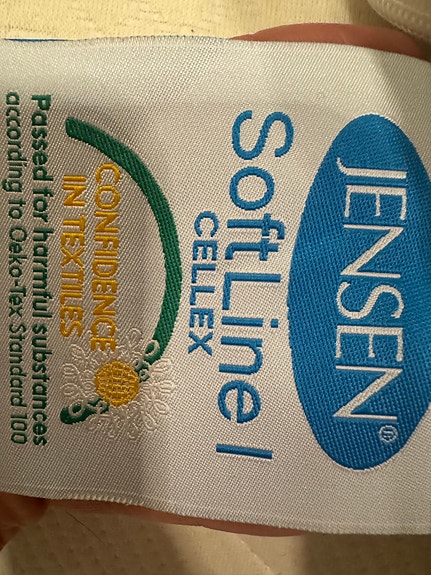 JENSEN®
SoftLine I
CELLEX
CONFIDENCE
IN TEXTILES
Passed for harmful substances
according to Oeko-Tex Standard 100